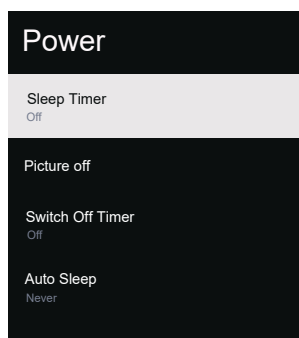 Power
Sleep Timer
Off
Picture off
Switch Off Timer
Off
Auto Sleep
Never